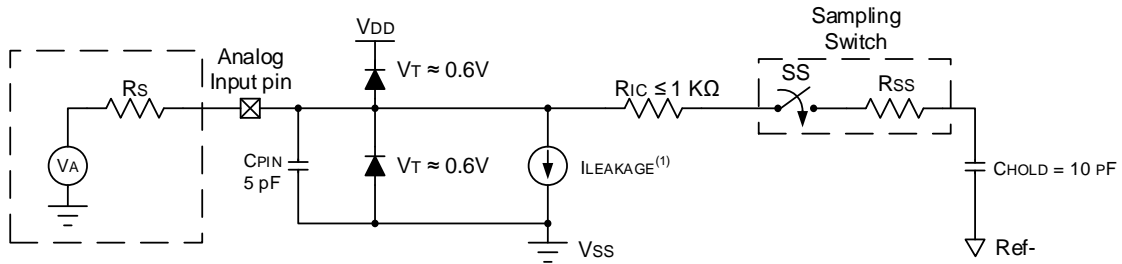 Sampling
Switch
VDD
Analog
Input pin
VT ≈ 0.6V
SS
RSS
RS
RIC ≤ 1 KΩ
VA
CPIN
5 pF
VT ≈ 0.6V
ILEAKAGE(1)
CHOLD = 10 PF
VSS
Ref-